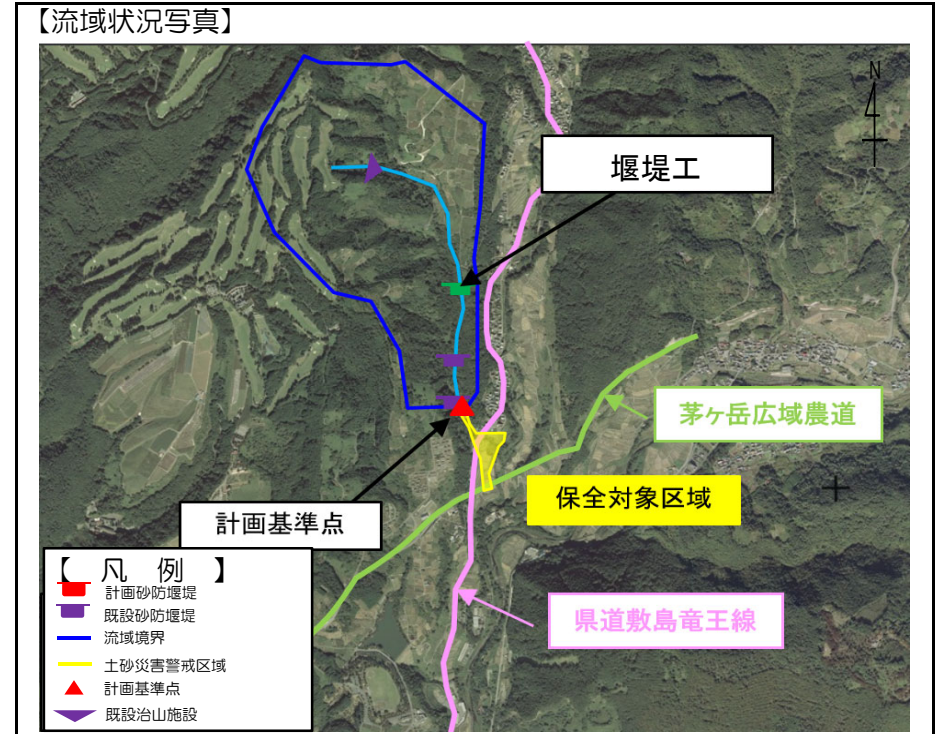 【流域状況写真】
N
堰堤工
茅ヶ岳広域農道
保全対象区域
計画基準点
県道敷島竜王線
【 凡 例 】
計画砂防堰堤
既設砂防堰堤
流域境界
土砂災害警戒区域
計画基準点
既設治山施設